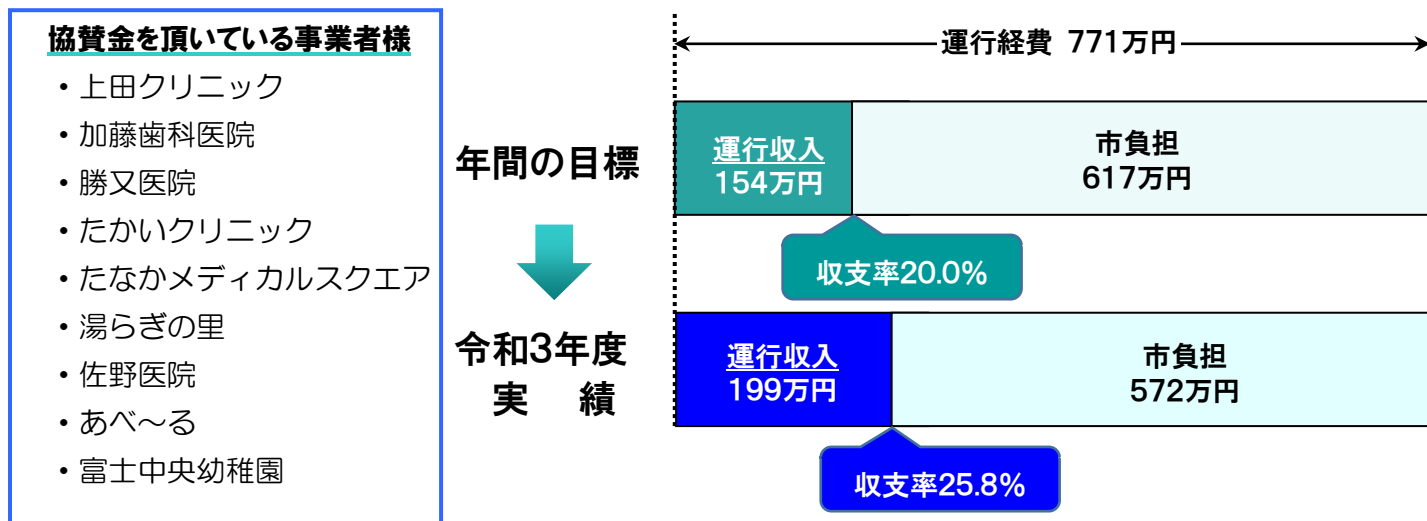 協賛金を頂いている事業者様
・上田クリニック
・加藤歯科医院
・勝又医院
・たかいクリニック
・たなかメディカルスクエア
・湯らぎの里
・佐野医院
・あべ～る
・富士中央幼稚園
運行経費 771万円
年間の目標
運行収入
154万円
市負担
617万円
収支率20.0%
令和3年度
実 績
運行収入
199万円
市負担
572万円
収支率25.8%